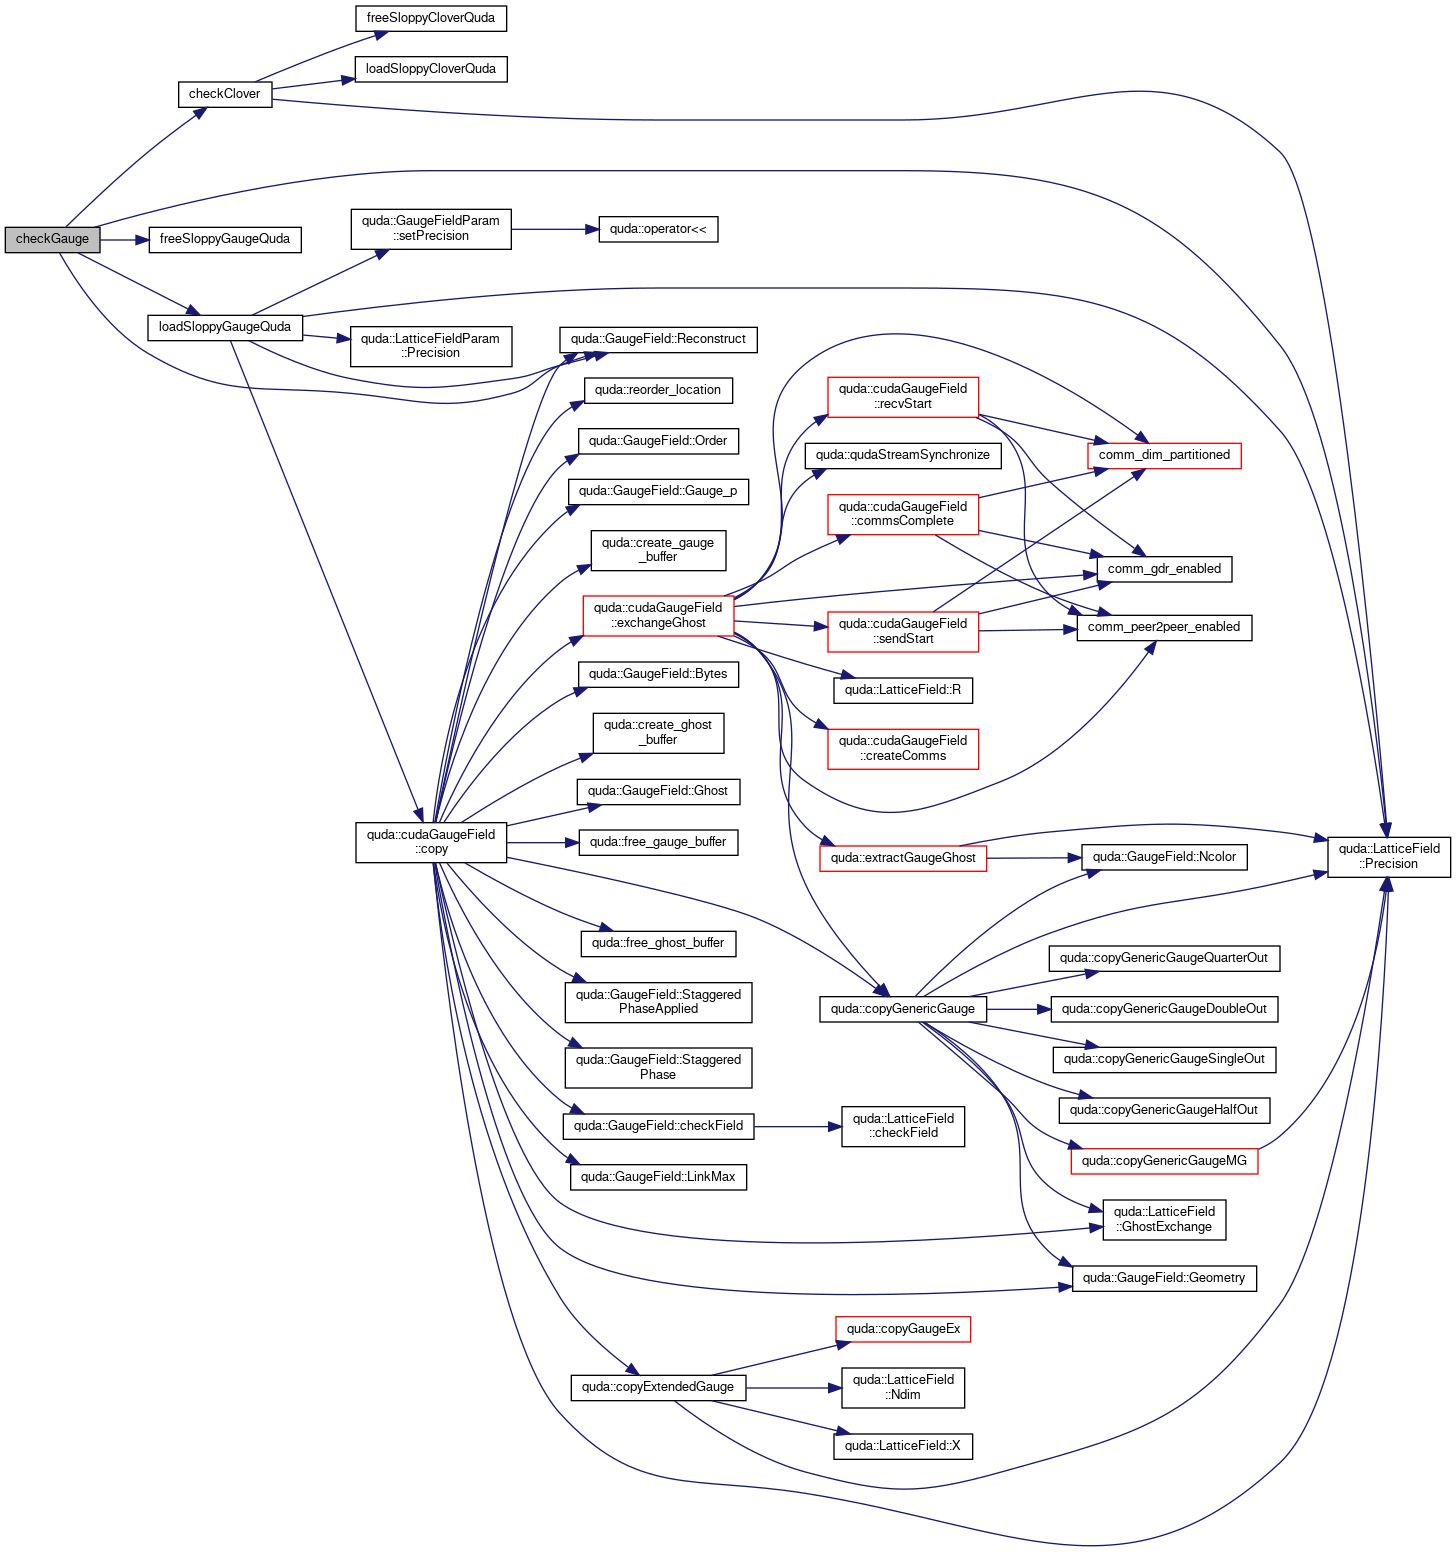 freeSloppyCloverQuda
loadSloppyCloverQuda
checkClover
checkGauge
freeSloppyGaugeQuda
quda::GaugeFieldParam
::setPrecision
quda::operator<<
loadSloppyGaugeQuda
quda::LatticeFieldParam
::Precision
quda::GaugeField::Reconstruct
quda::reorder_location
quda::GaugeField::Order
quda::GaugeField::Gauge_p
quda::create_gauge
_buffer
quda::cudaGaugeField
::exchangeGhost
quda::GaugeField::Bytes
quda::create_ghost
_buffer
quda::GaugeField::Ghost
quda::cudaGaugeField
::copy
quda::free_gauge_buffer
quda::free_ghost_buffer
quda::GaugeField::Staggered
PhaseApplied
quda::GaugeField::Staggered
Phase
quda::GaugeField::checkField
quda::GaugeField::LinkMax
quda::copyExtendedGauge
quda::cudaGaugeField
::recvStart
quda::qudaStreamSynchronize
quda::cudaGaugeField
::commsComplete
quda::cudaGaugeField
::sendStart
quda::LatticeField::R
quda::cudaGaugeField
::createComms
quda::extractGaugeGhost
quda::copyGenericGauge
quda::LatticeField
::checkField
quda::copyGaugeEx
quda::LatticeField
::Ndim
quda::LatticeField::X
comm_dim_partitioned
comm_gdr_enabled
comm_peer2peer_enabled
quda::GaugeField::Ncolor
quda::copyGenericGaugeQuarterOut
quda::copyGenericGaugeDoubleOut
quda::copyGenericGaugeSingleOut
quda::copyGenericGaugeHalfOut
quda::copyGenericGaugeMG
quda::LatticeField
::GhostExchange
quda::GaugeField::Geometry
quda::LatticeField
::Precision